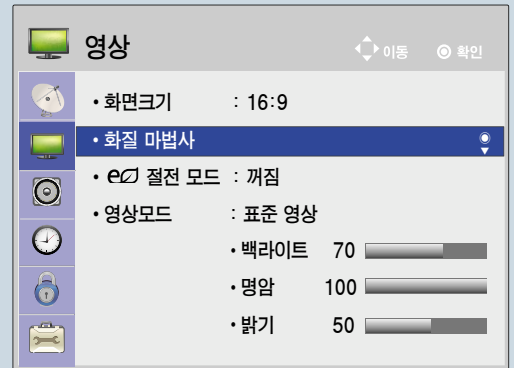 영상 이동 확인
• 화면크기 : 16:9
• 화질 마법사
• e 절전 모드 : 꺼짐
• 영상모드 : 표준 영상
• 백라이트 70
• 명암 100
• 밝기 50